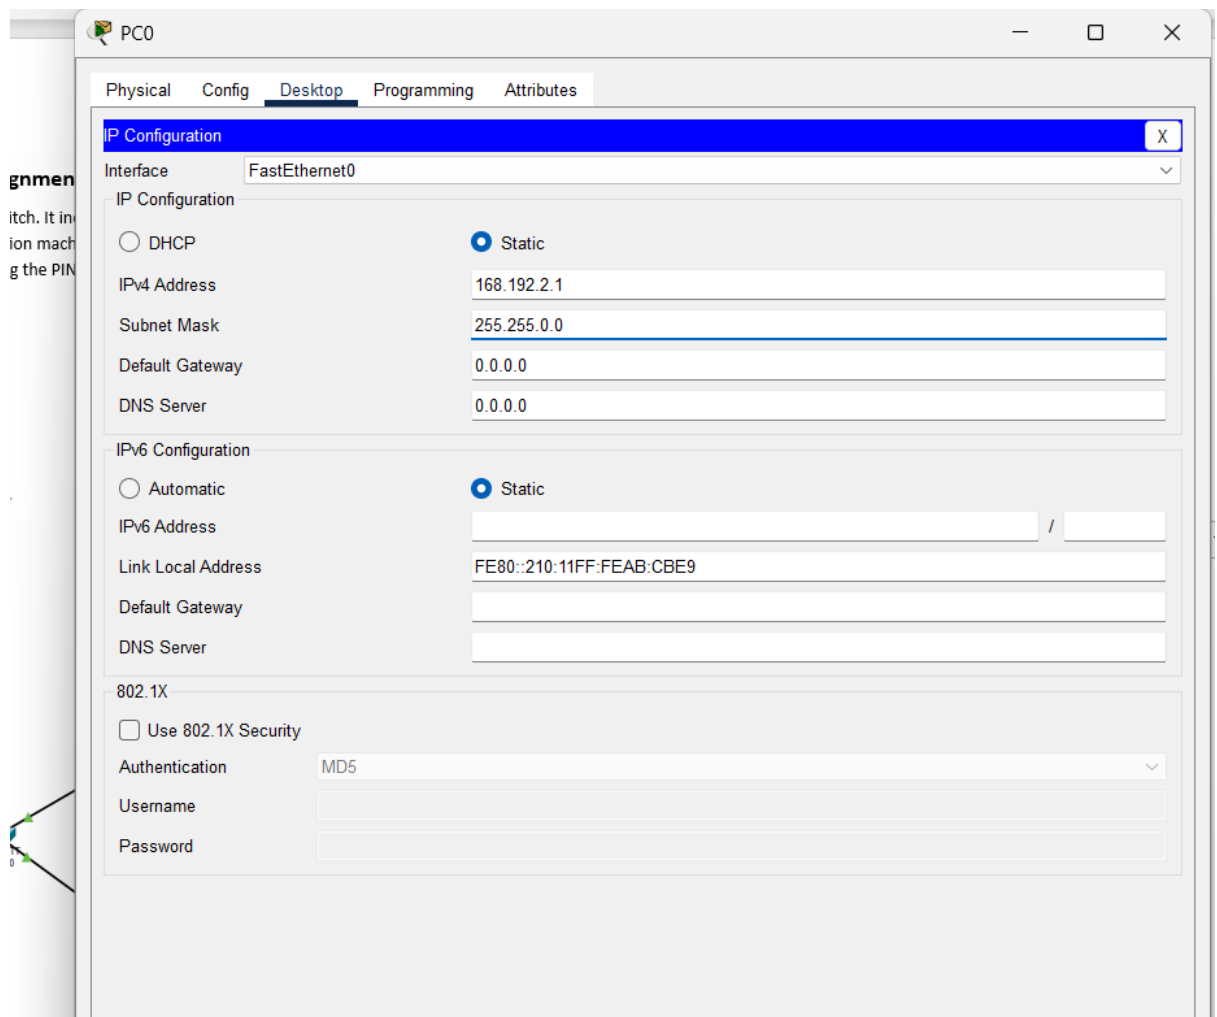 PC0
Physical Config Desktop Programming Attributes
IP Configuration X
Interface FastEthernet0
IP Configuration
DHCP Static
IPv4 Address 168.192.2.1
Subnet Mask 255.255.0.0
Default Gateway 0.0.0.0
DNS Server 0.0.0.0
IPv6 Configuration
Automatic Static
IPv6 Address /
Link Local Address FE80::210:11FF:FEAB:CBE9
Default Gateway
DNS Server
802.1X
Use 802.1X Security
Authentication MD5
Username
Password
gnmen
itch. It in
ion mach
g the PIN